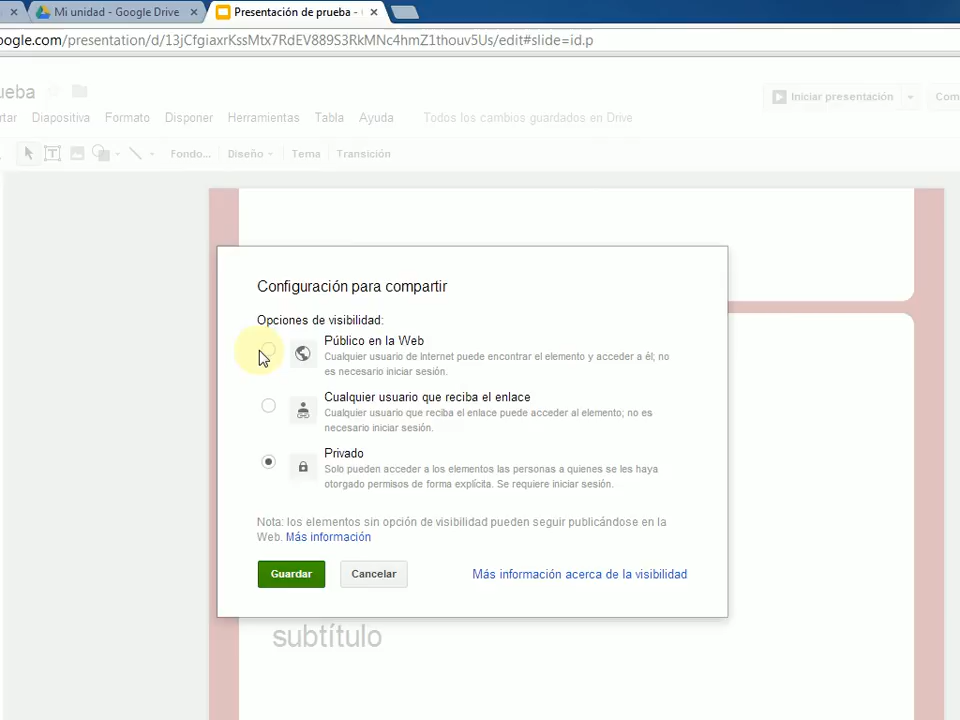 Mi unidad - Google Drive
Presentación de prueba -
oogle.com/presentation/d/13jCfgiaxrKssMtx7RdEV889S3RkMNc4hmZ1thouv5Us/edit#slide=id.p
ueba
Iniciar presentación
Com
rtar Diapositiva Formato Disponer Herramientas Tabla Ayuda Todos los cambios guardados en Drive
Fondo... Diseño Tema Transición
Configuración para compartir
Opciones de visibilidad:
Público en la Web
Cualquier usuario de Internet puede encontrar el elemento y acceder a él; no
es necesario iniciar sesión.
Cualquier usuario que reciba el enlace
Cualquier usuario que reciba el enlace puede acceder al elemento; no es
necesario iniciar sesión.
Privado
Solo pueden acceder a los elementos las personas a quienes se les haya
otorgado permisos de forma explícita. Se requiere iniciar sesión.
Nota: los elementos sin opción de visibilidad pueden seguir publicándose en la
Web. Más información
Guardar Cancelar Más información acerca de la visibilidad
subtítulo